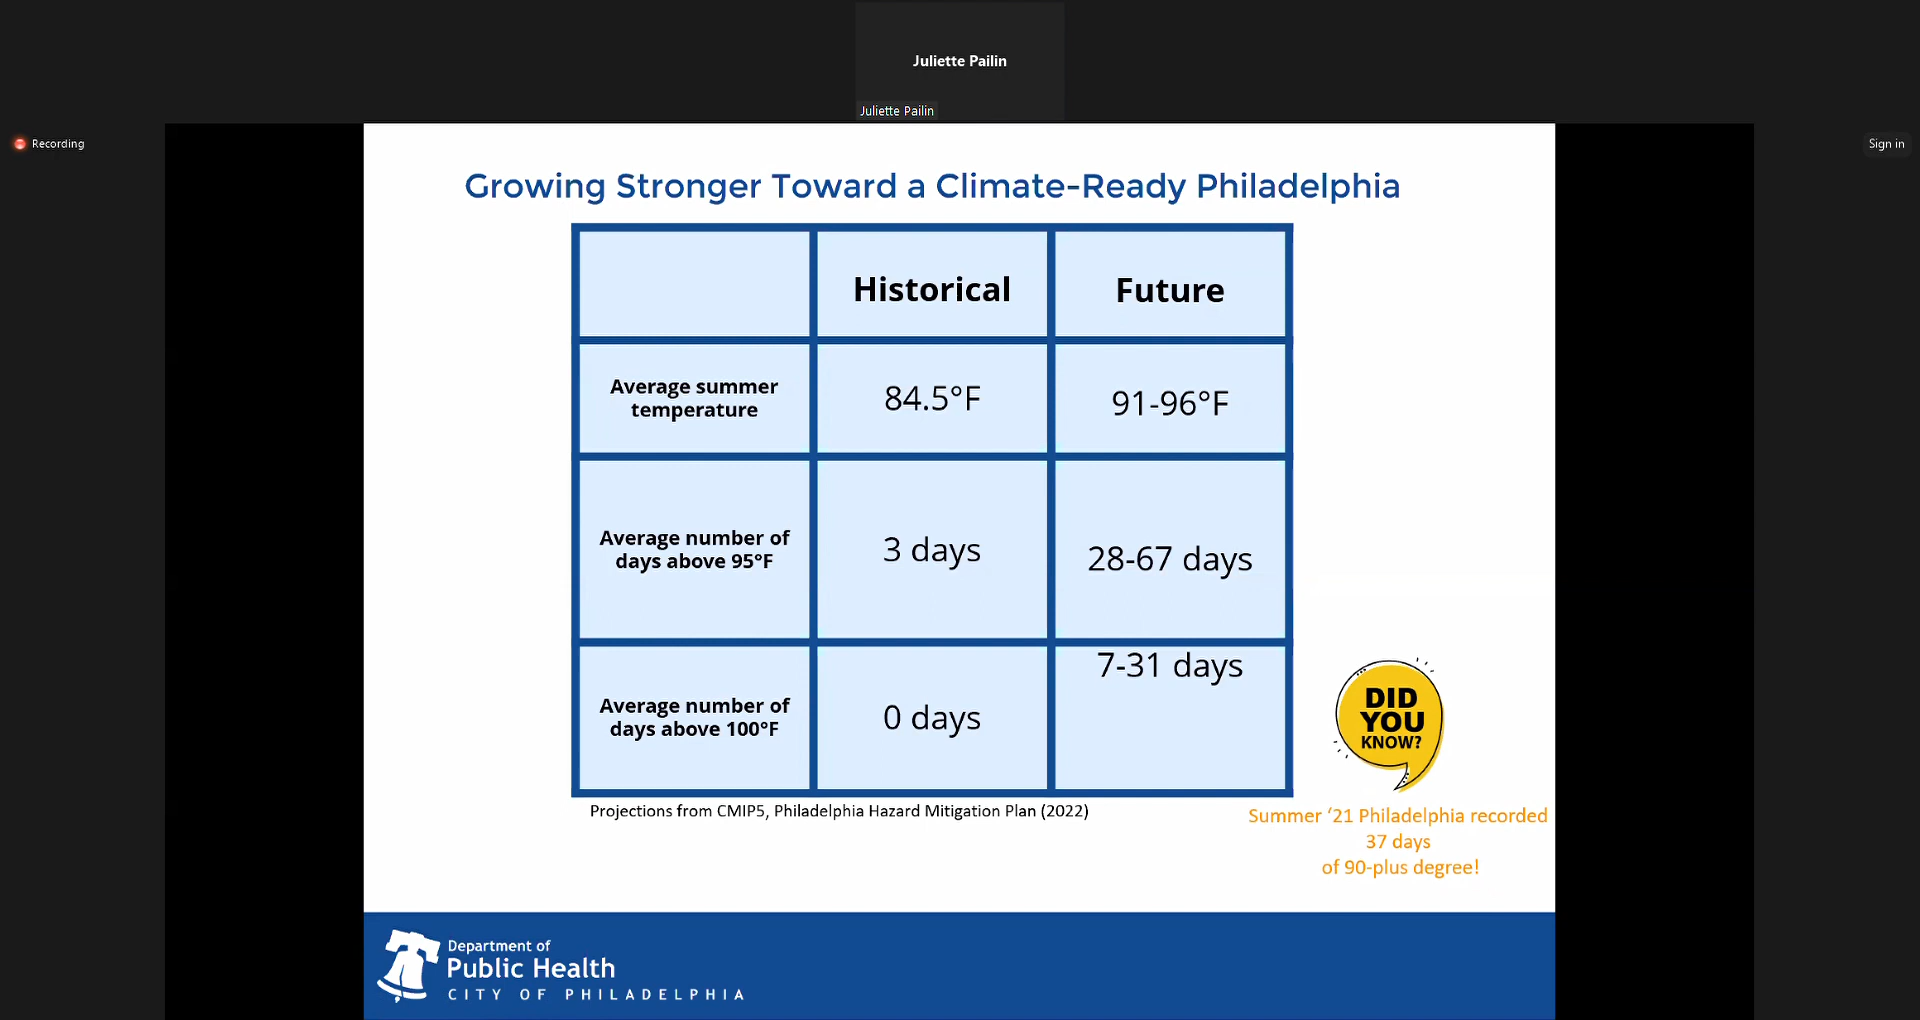 Juliette Pailin
Juliette Pailin
Recording
Sign in
Growing Stronger Toward a Climate-Ready Philadelphia
Historical
Future
Average summer
temperature
84.5°F
91-96°F
Average number of
days above 95°F
3 days
28-67 days
Average number of
days above 100°F
0 days
7-31 days
Projections from CMIP5, Philadelphia Hazard Mitigation Plan (2022)
DID
YOU
KNOW?
Summer ‘21 Philadelphia recorded
37 days
of 90-plus degree!
Department of
Public Health
CITY OF PHILADELPHIA